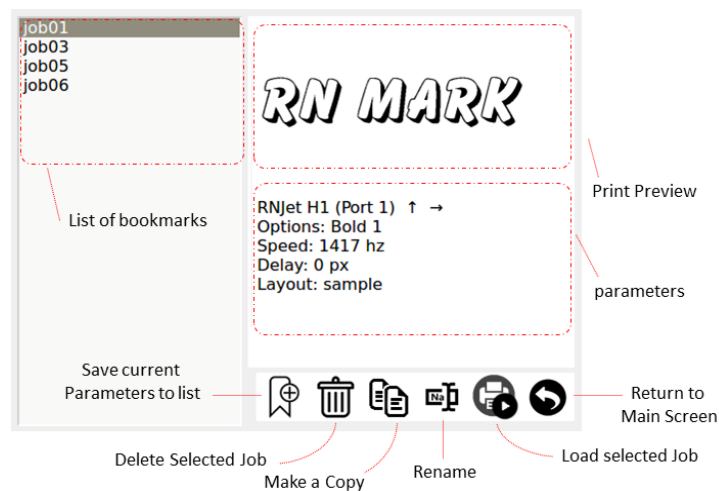 job01
job03
job05
job06
RN MARK
Print Preview
List of bookmarks
RNJet H1 (Port 1) ↑ →
Options: Bold 1
Speed: 1417 hz
Delay: 0 px
Layout: sample
parameters
Save current
Parameters to list
Na
Return to
Main Screen
Delete Selected Job
Make a Copy
Rename
Load selected Job